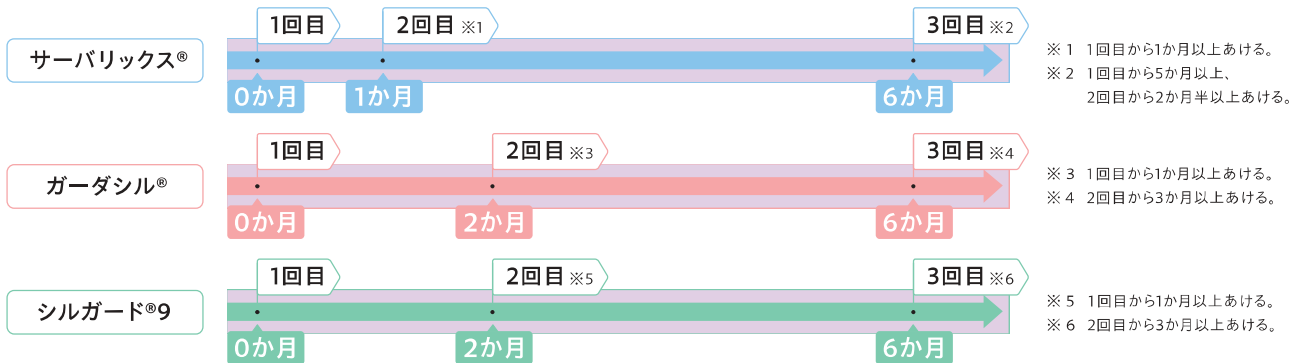 1回目
2回目 ※1
3回目 ※2
サーバリックス®
0か月
1か月
6か月
※1 1回目から1か月以上あける。
※2 1回目から5か月以上、
2回目から2か月半以上あける。
1回目
2回目 ※3
3回目 ※4
ガーダシル®
0か月
2か月
6か月
※3 1回目から1か月以上あける。
※4 2回目から3か月以上あける。
1回目
2回目 ※5
3回目 ※6
シルガード®9
0か月
2か月
6か月
※5 1回目から1か月以上あける。
※6 2回目から3か月以上あける。